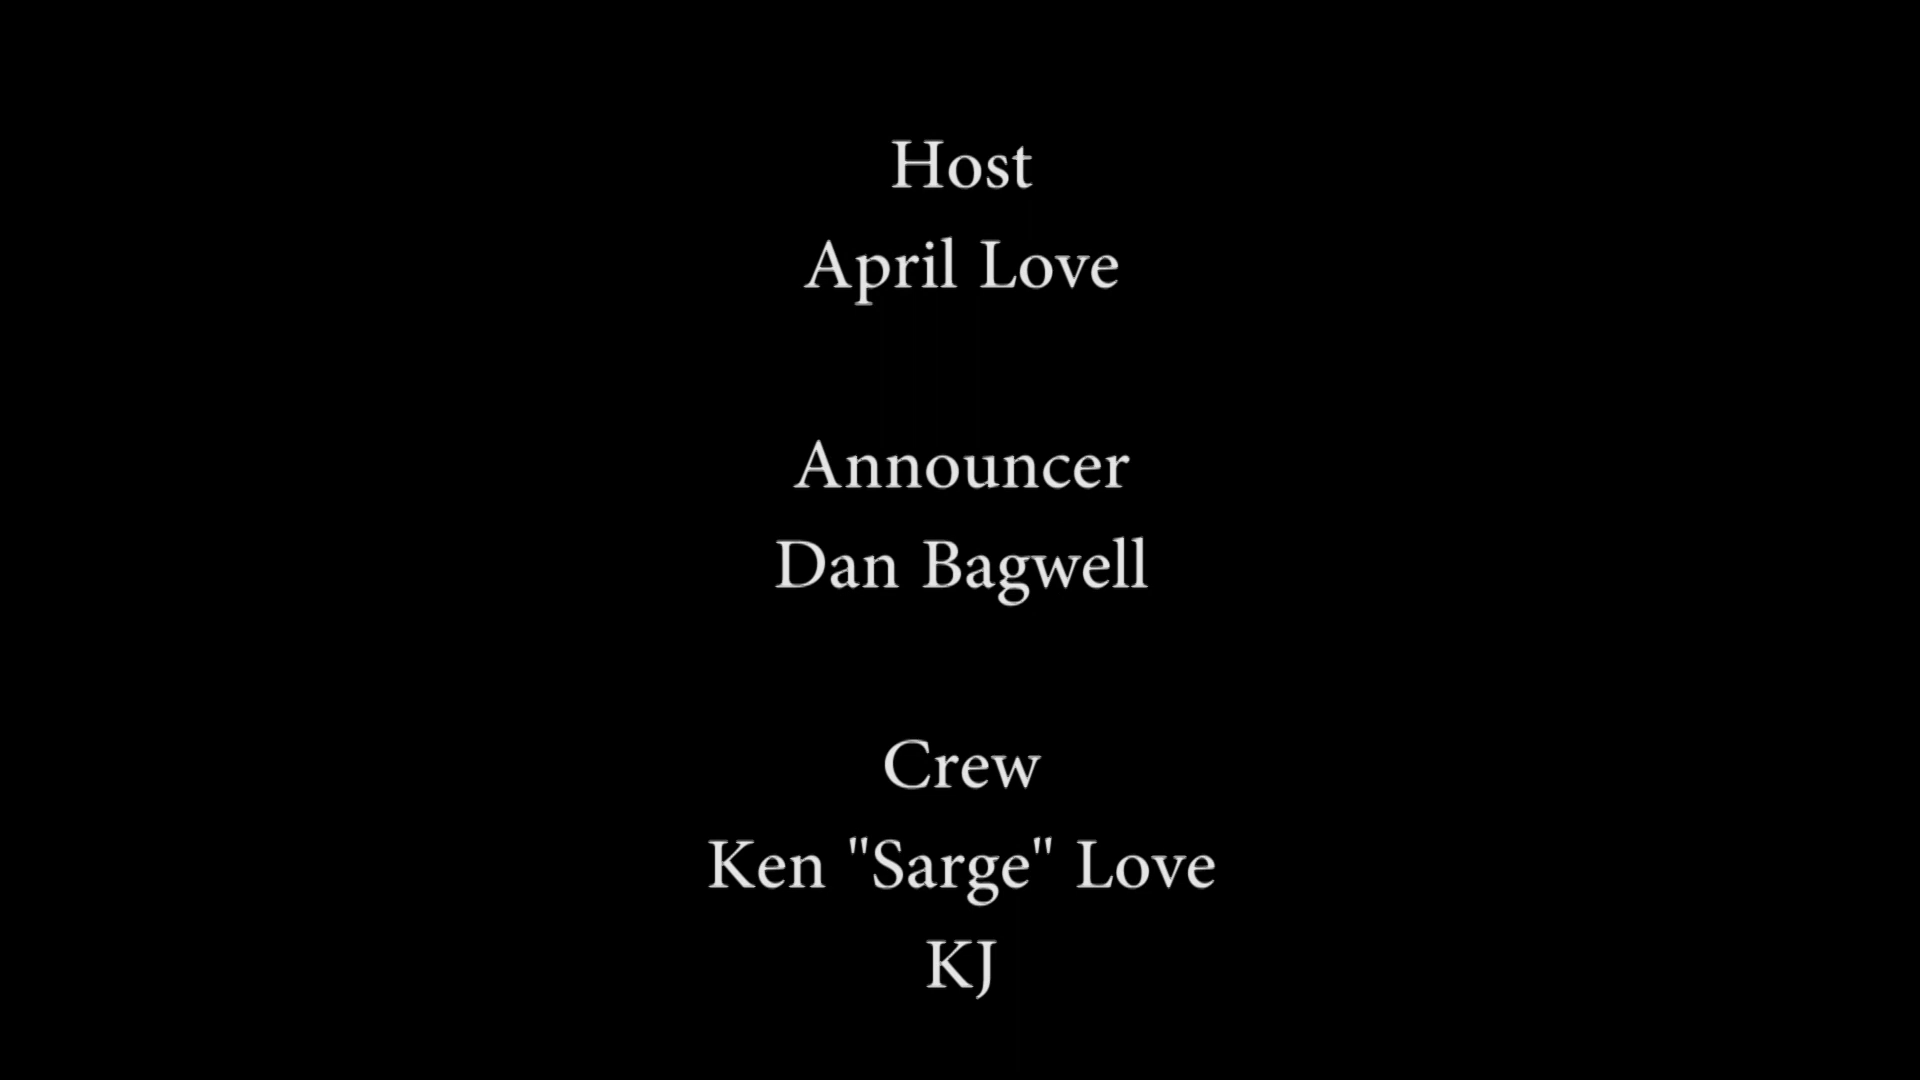 Host
April Love
Announcer
Dan Bagwell
Crew
Ken "Sarge" Love
KJ